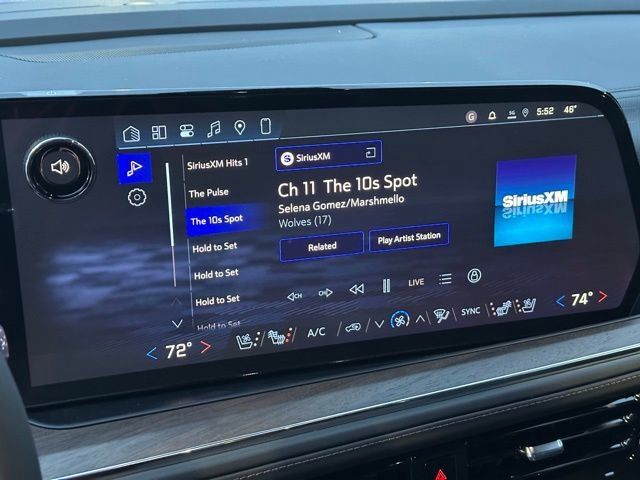 G 5G 5:52 46°
SiriusXM Hits 1
The Pulse
The 10s Spot
Hold to Set
Hold to Set
Hold to Set
Hold to Set
SiriusXM
Ch 11 The 10s Spot
Selena Gomez/Marshmello
Wolves (17)
Related
Play Artist Station
SiriusXM
CH
CH
LIVE
72°
A/C
SYNC
74°